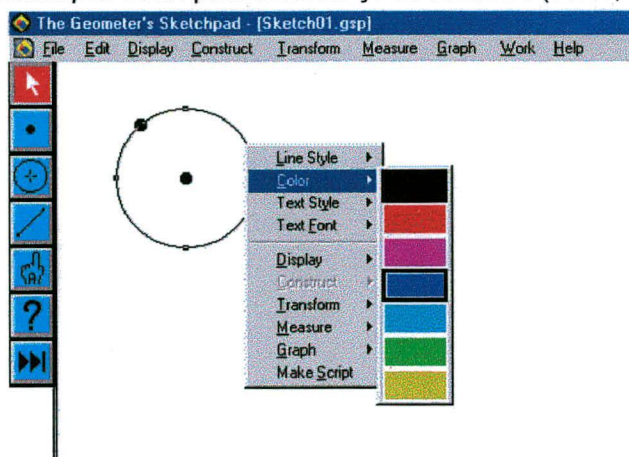 The Geometer's Sketchpad - [Sketch01.gsp]
File Edit Display Construct Transform Measure Graph Work Help
Line Style
Color
Text Style
Text Font
Display
Construct
Transform
Measure
Graph
Make Script
A
?